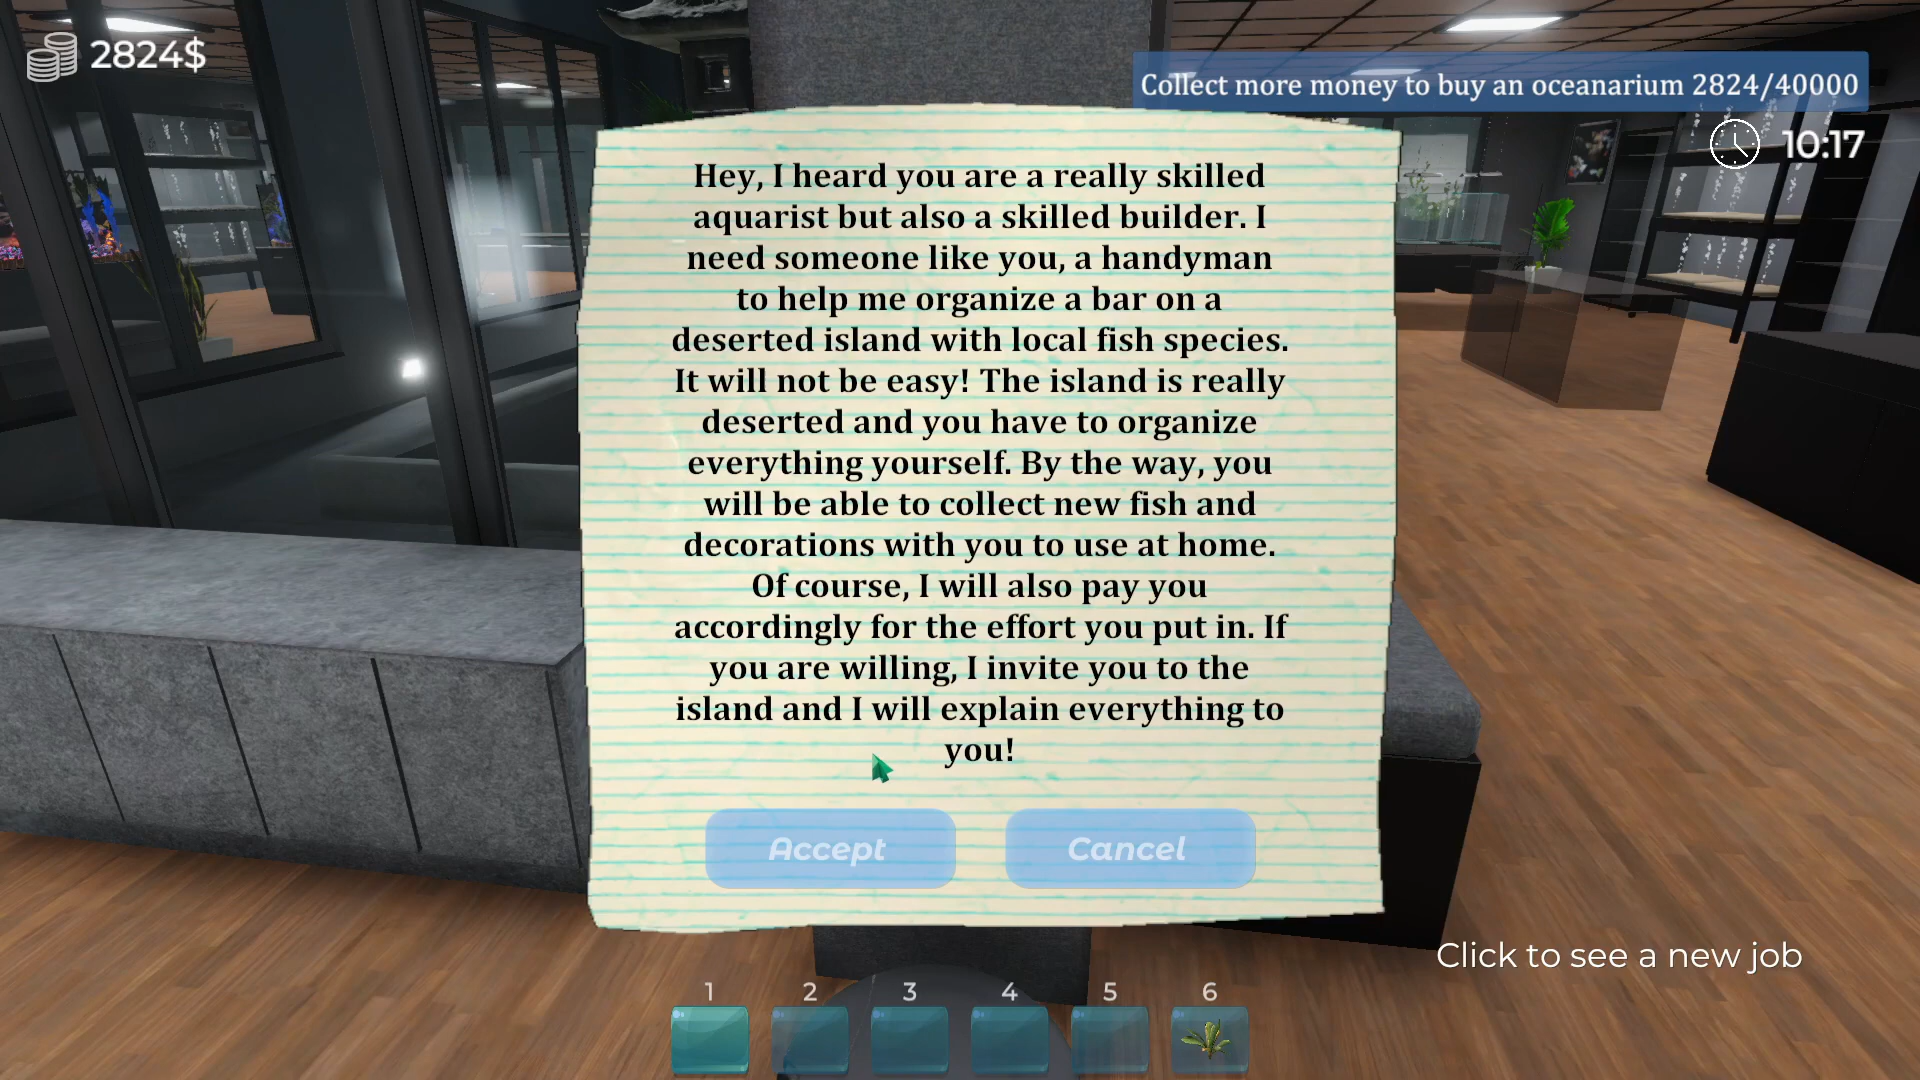 2824$
Collect more money to buy an oceanarium 2824/40000
10:17
Hey, I heard you are a really skilled
aquarist but also a skilled builder. I
need someone like you, a handyman
to help me organize a bar on a
deserted island with local fish species.
It will not be easy! The island is really
deserted and you have to organize
everything yourself. By the way, you
will be able to collect new fish and
decorations with you to use at home.
Of course, I will also pay you
accordingly for the effort you put in. If
you are willing, I invite you to the
island and I will explain everything to
you!
Accept Cancel
Click to see a new job
1 2 3 4 5 6